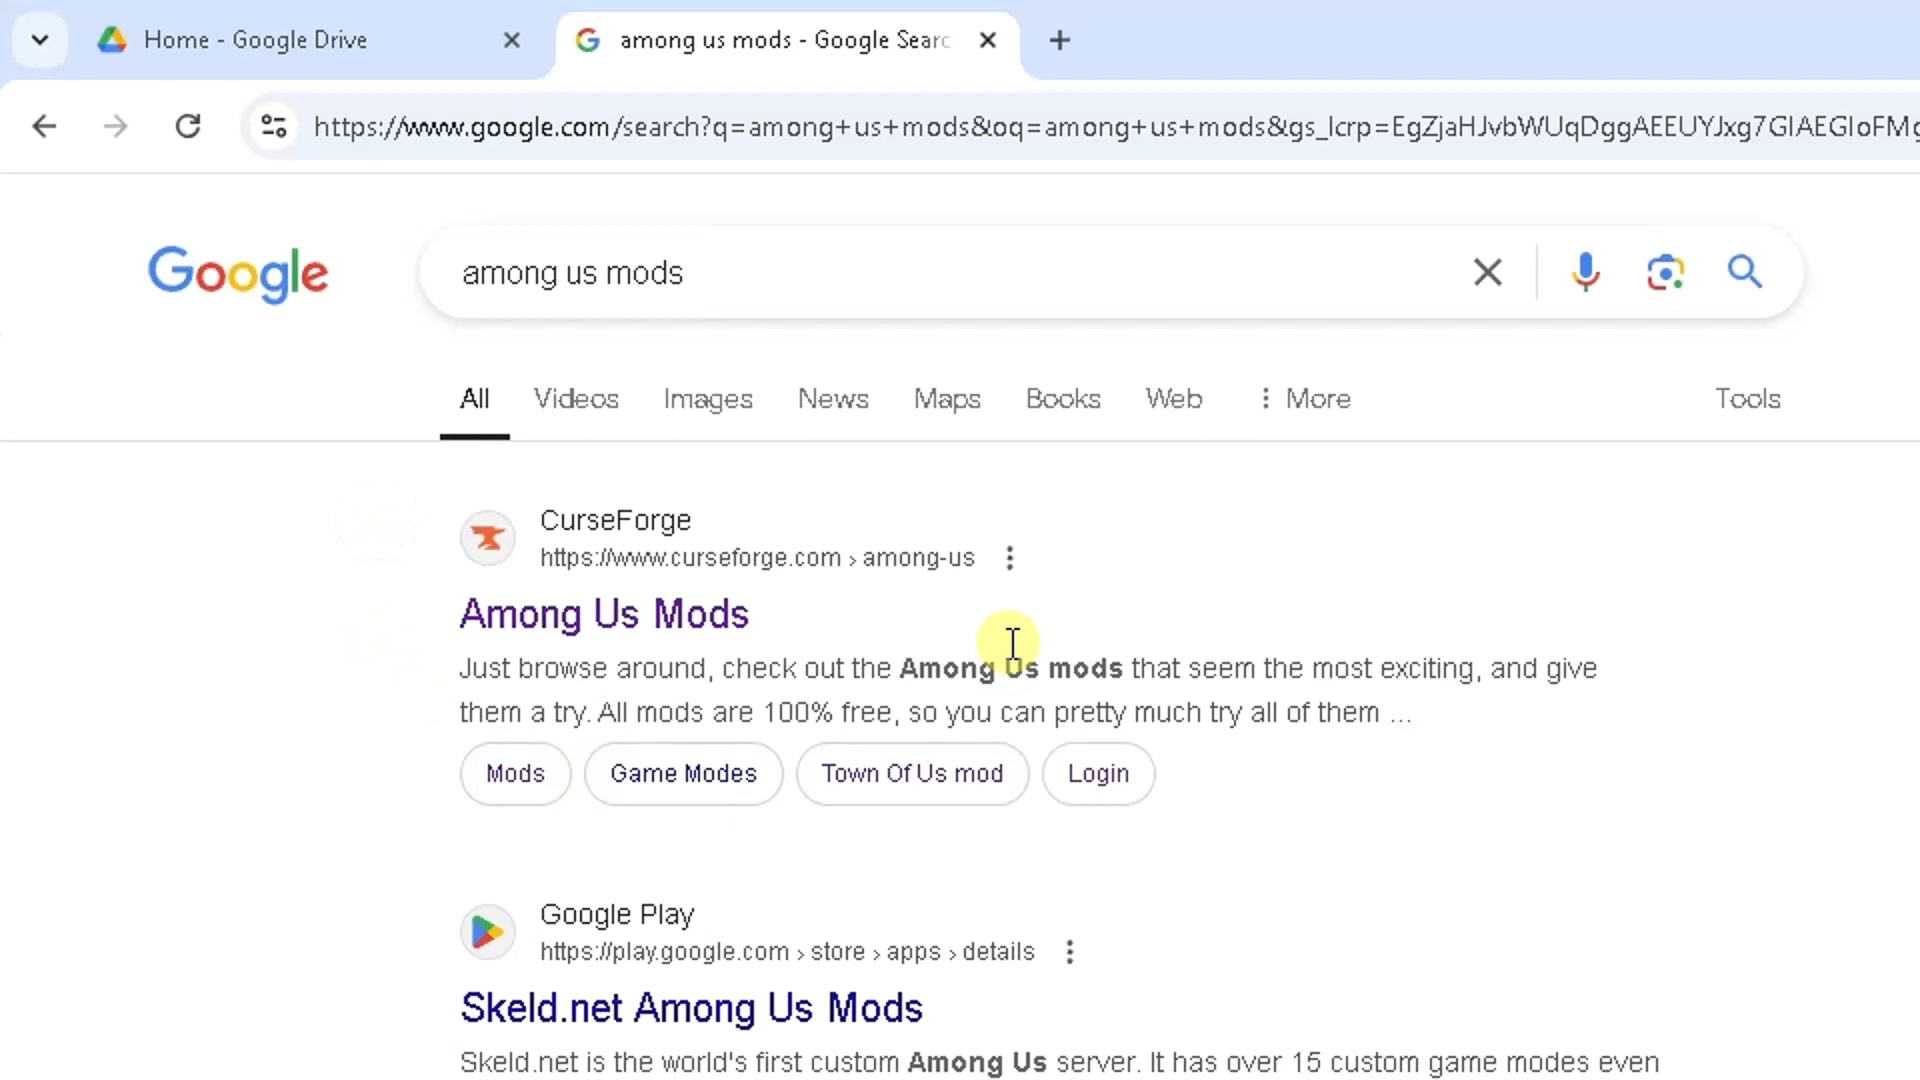 Home - Google Drive
among us mods - Google Searc
https://www.google.com/search?q=among+us+mods&oq=among+us+mods&gs_lcrp=EgZjaHJvbWUqDggAEEUYJxg7GIAEGIoFMg
Google
among us mods
All Videos Images News Maps Books Web More Tools
CurseForge
https://www.curseforge.com › among-us
Among Us Mods
Just browse around, check out the Among Us mods that seem the most exciting, and give
them a try. All mods are 100% free, so you can pretty much try all of them ...
Mods Game Modes Town Of Us mod Login
Google Play
https://play.google.com › store › apps › details
Skeld.net Among Us Mods
Skeld.net is the world's first custom Among Us server. It has over 15 custom game modes even